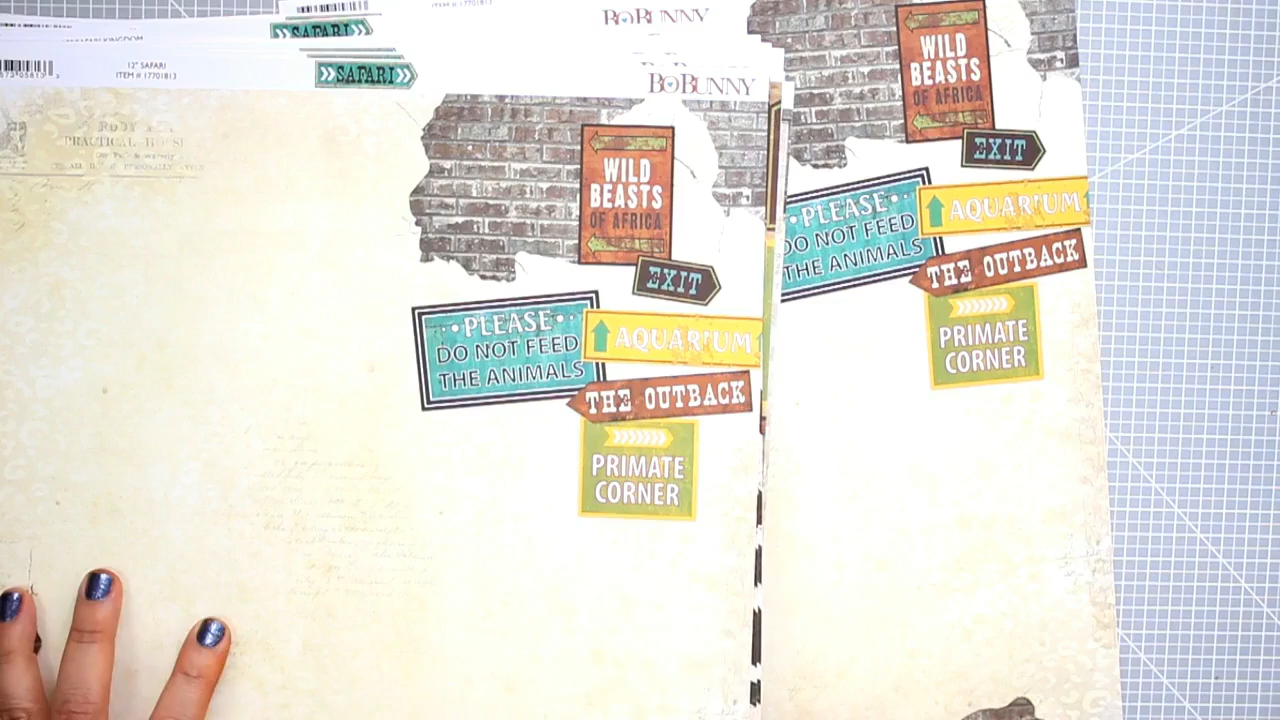 SAFARI
BOBUNNY
12" SAFARI
ITEM # 17701813
SAFARI
BOBUNNY
PRACTICAL HOUSE
WILD
BEASTS
OF AFRICA
EXIT
PLEASE
DO NOT FEED
THE ANIMALS
AQUARIUM
THE OUTBACK
PRIMATE
CORNER
WILD
BEASTS
OF AFRICA
EXIT
PLEASE
DO NOT FEED
THE ANIMALS
AQUARIUM
THE OUTBACK
PRIMATE
CORNER